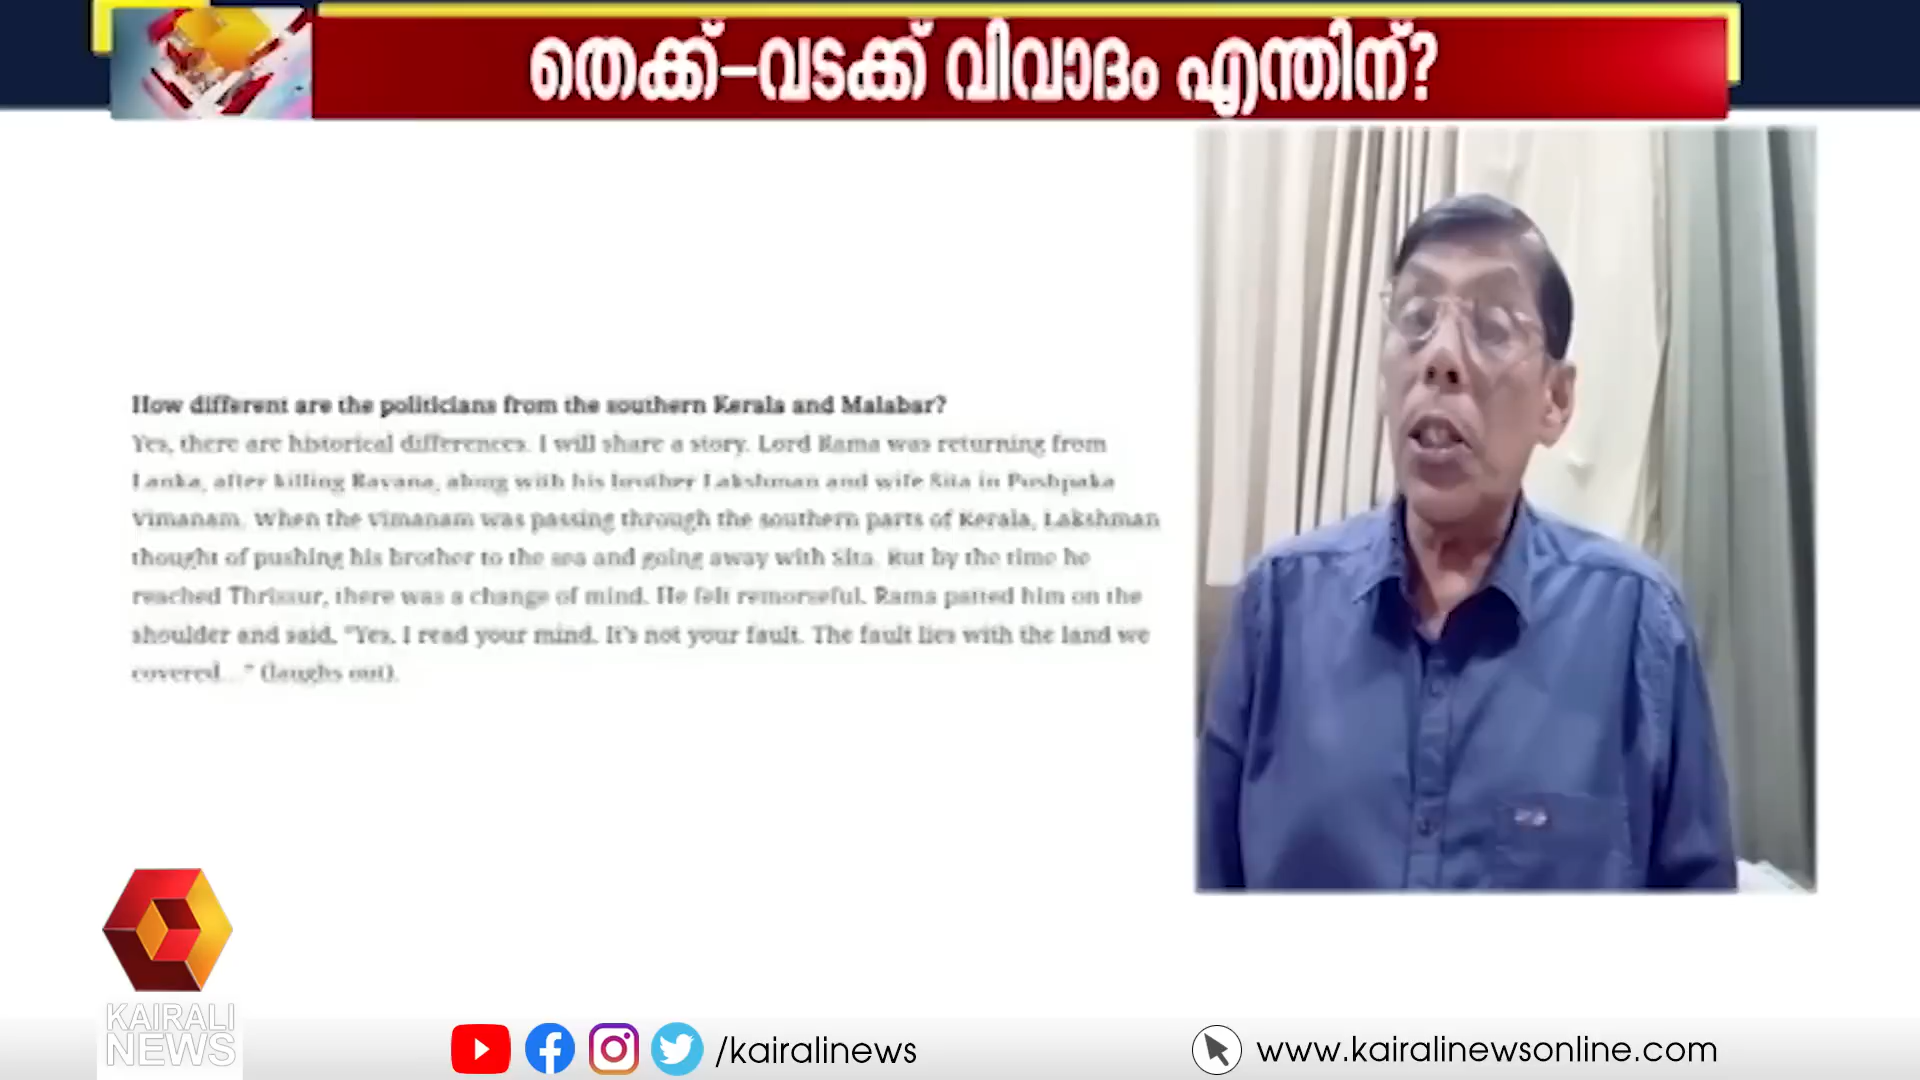 തെക്ക്-വടക്ക് വിവാദം എന്തിന്?
How different are the politicians from the southern Kerala and Malabar?
Yes, there are historical differences. I will share a story. Lord Rama was returning from
Lanka, after killing Ravana, along with his brother Lakshman and wife Sita in Pushpaka
Vimanam. When the Vimanam was passing through the southern parts of Kerala, Lakshman
thought of pushing his brother to the sea and going away with Sita. But by the time he
reached Thrissur, there was a change of mind. He felt remorseful. Rama patted him on the
shoulder and said, "Yes, I read your mind. It's not your fault. The fault lies with the land we
covered..." (laughs out).
KAIRALI
NEWS
/kairalinews
www.kairalinewsonline.com